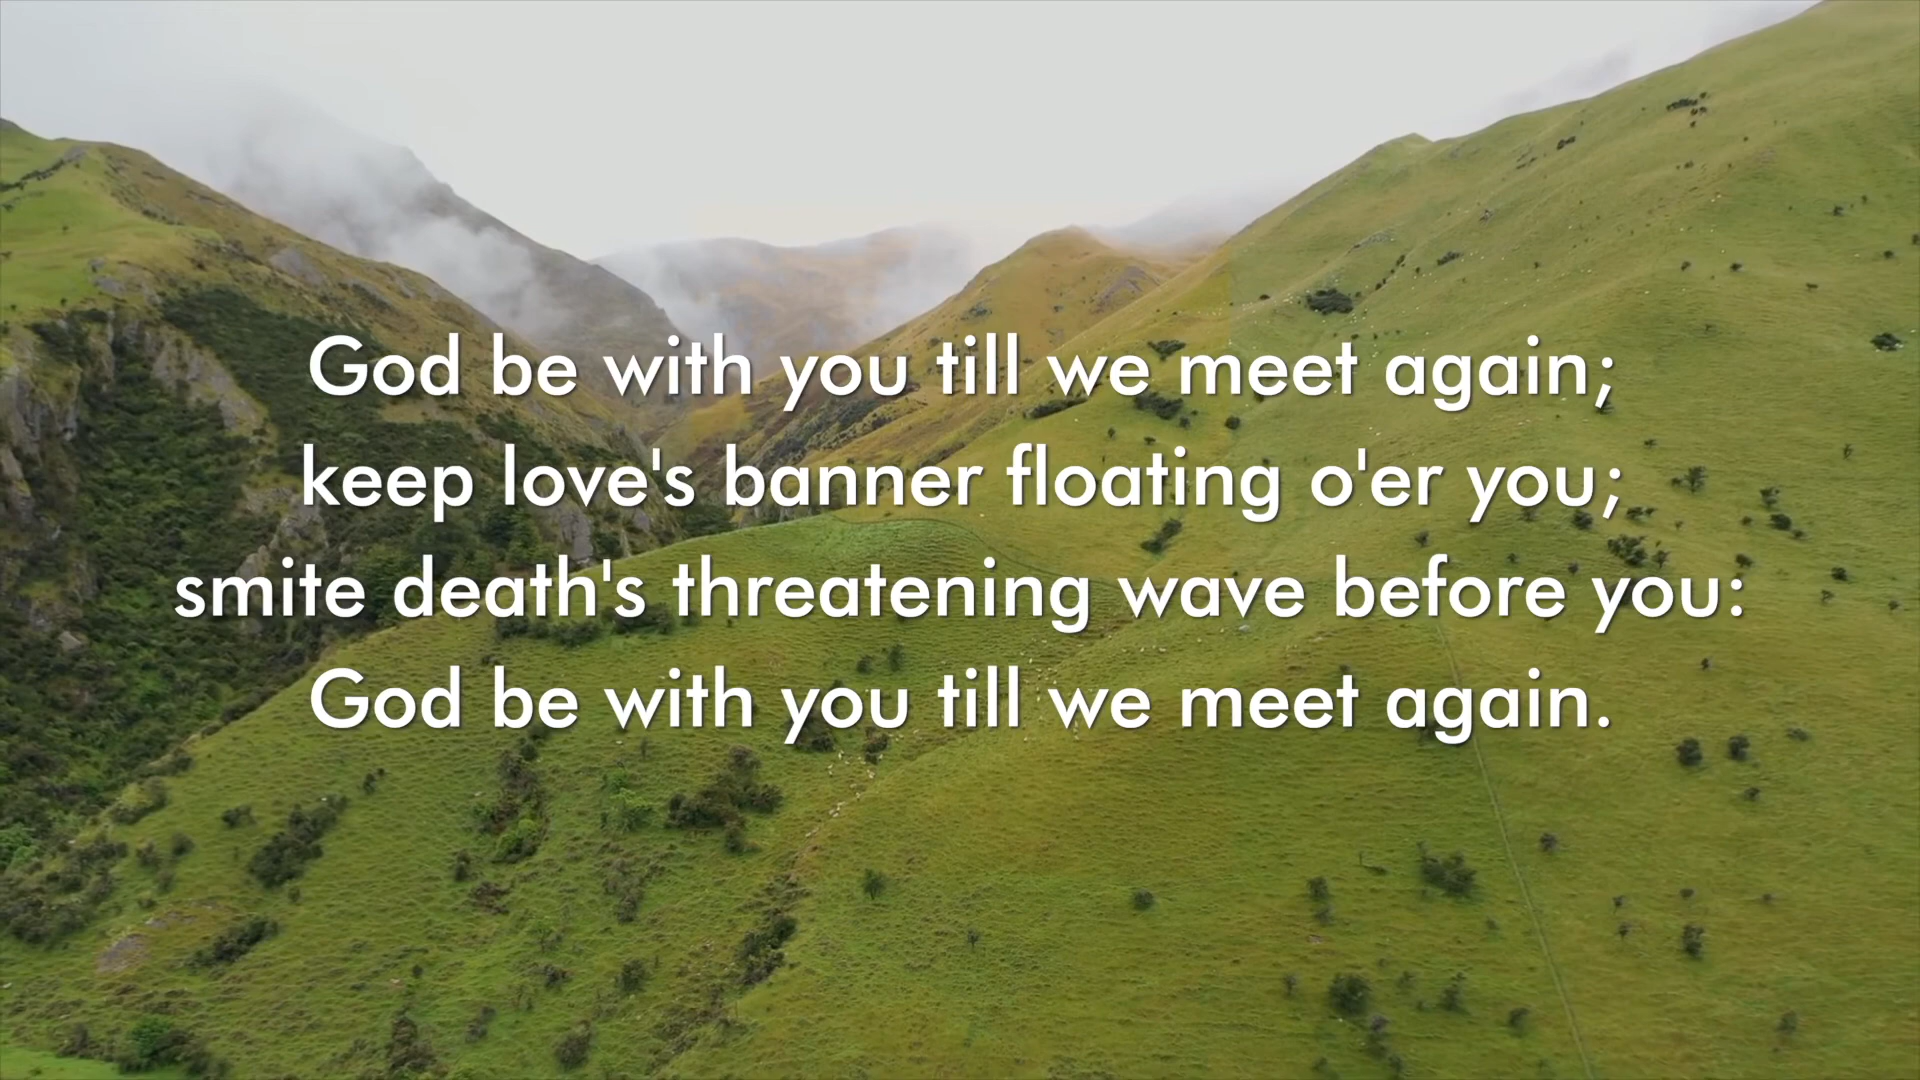 God be with you till we meet again;
keep love's banner floating o'er you;
smite death's threatening wave before you:
God be with you till we meet again.